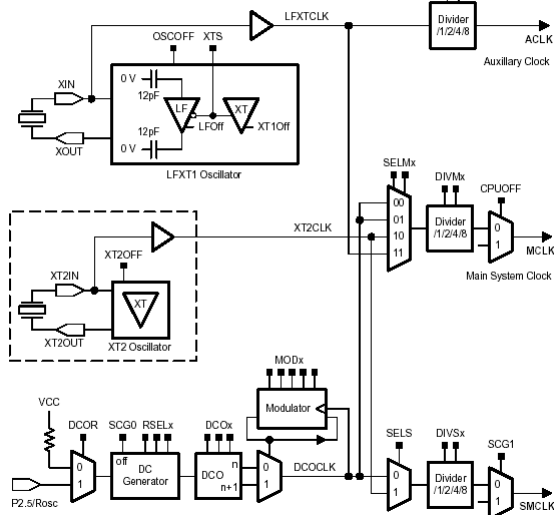 LFXTCLK
Divider
/1/2/4/8
ACLK
Auxillary Clock
OSCOFF XTS
XIN
0 V
12pF
LF
XT
LFOff
XT1Off
12pF
0 V
XOUT
LFXT1 Oscillator
SELMx
DIVMx
CPUOFF
00
01
10
11
Divider
/1/2/4/8
0
1
MCLK
Main System Clock
XT2CLK
XT2OFF
XT2IN
XT
XT2OUT
XT2 Oscillator
MODx
Modulator
VCC
DCOR
SCG0 RSELx
DCOx
0
1
off
DC
Generator
DCO
n
n+1
0
1
DCOCLK
P2.5/Rosc
SELS
DIVSx
SCG1
0
1
Divider
/1/2/4/8
0
1
SMCLK